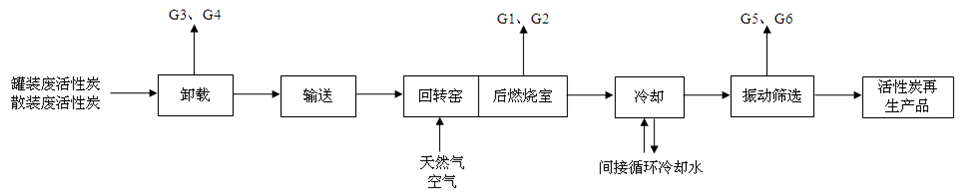 G3、G4
G1、G2
G5、G6
罐装废活性炭
散装废活性炭
卸载
输送
回转窑
后燃烧室
冷却
振动筛选
活性炭再
生产品
天然气
空气
间接循环冷却水